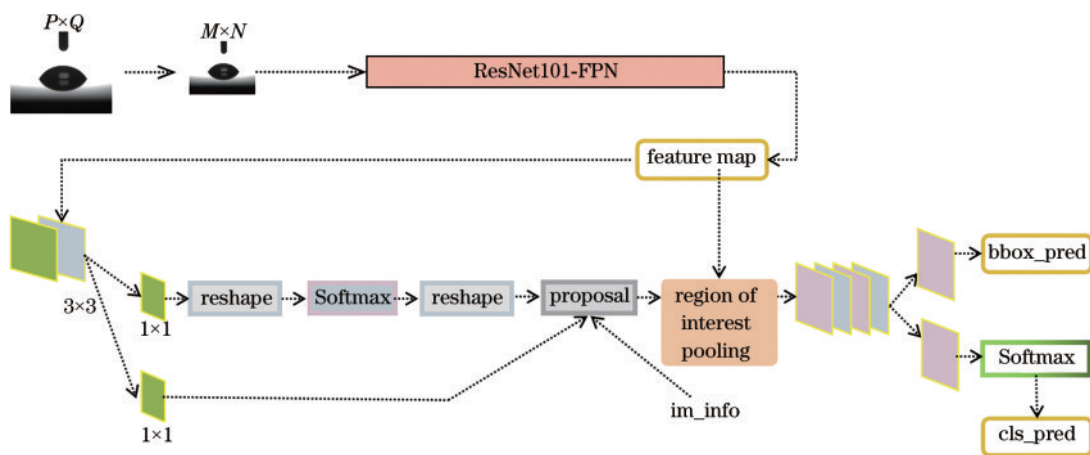 P×Q
M×N
ResNet101-FPN
feature map
3×3
1×1
reshape
Softmax
reshape
proposal
region of
interest
pooling
bbox_pred
Softmax
cls_pred
1×1
im_info